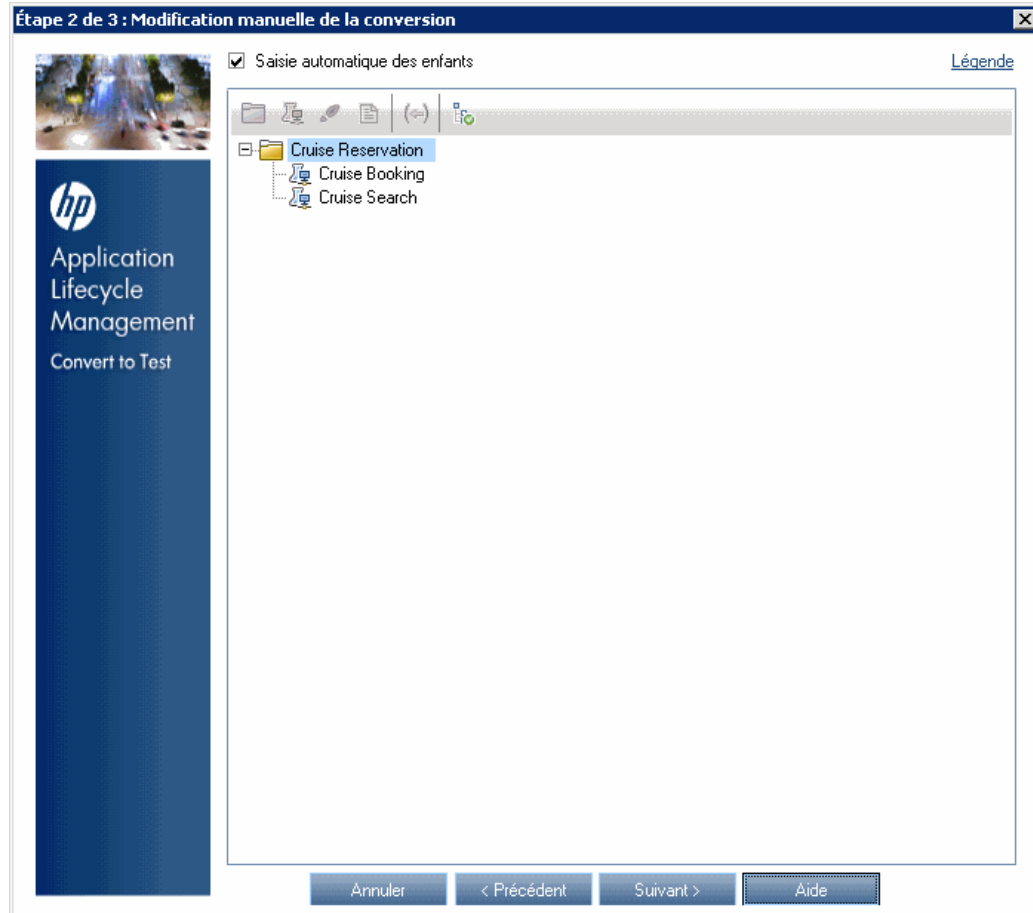 Étape 2 de 3 : Modification manuelle de la conversion
Saisie automatique des enfants
Légende
Cruise Reservation
Cruise Booking
Cruise Search
hp
Application
Lifecycle
Management
Convert to Test
Annuler
< Précédent
Suivant >
Aide